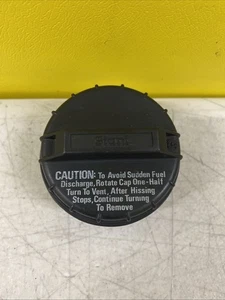 Stant
CAUTION: To Avoid Sudden Fuel
Discharge, Rotate Cap One-Half
Turn To Vent, After Hissing
Stops, Continue Turning
To Remove